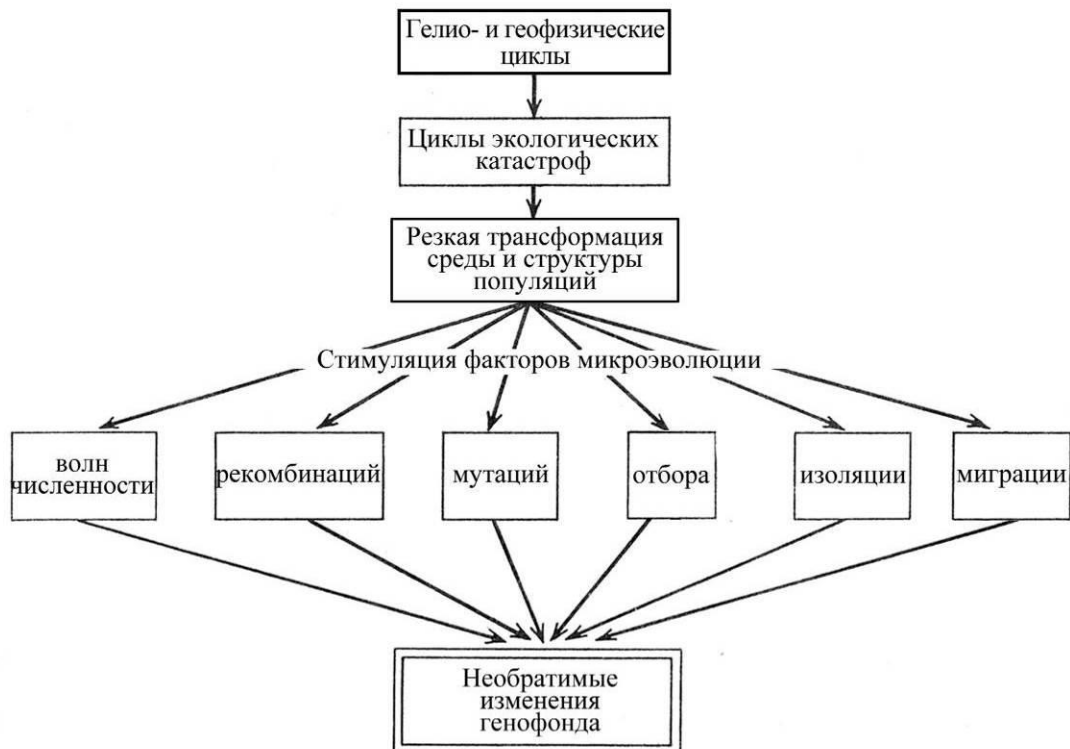 Гелио- и геофизические
циклы
Циклы экологических
катастроф
Резкая трансформация
среды и структуры
популяций
Стимуляция факторов микроэволюции
волн
численности
рекомбинаций
мутаций
отбора
изоляции
миграции
Необратимые
изменения
генофонда